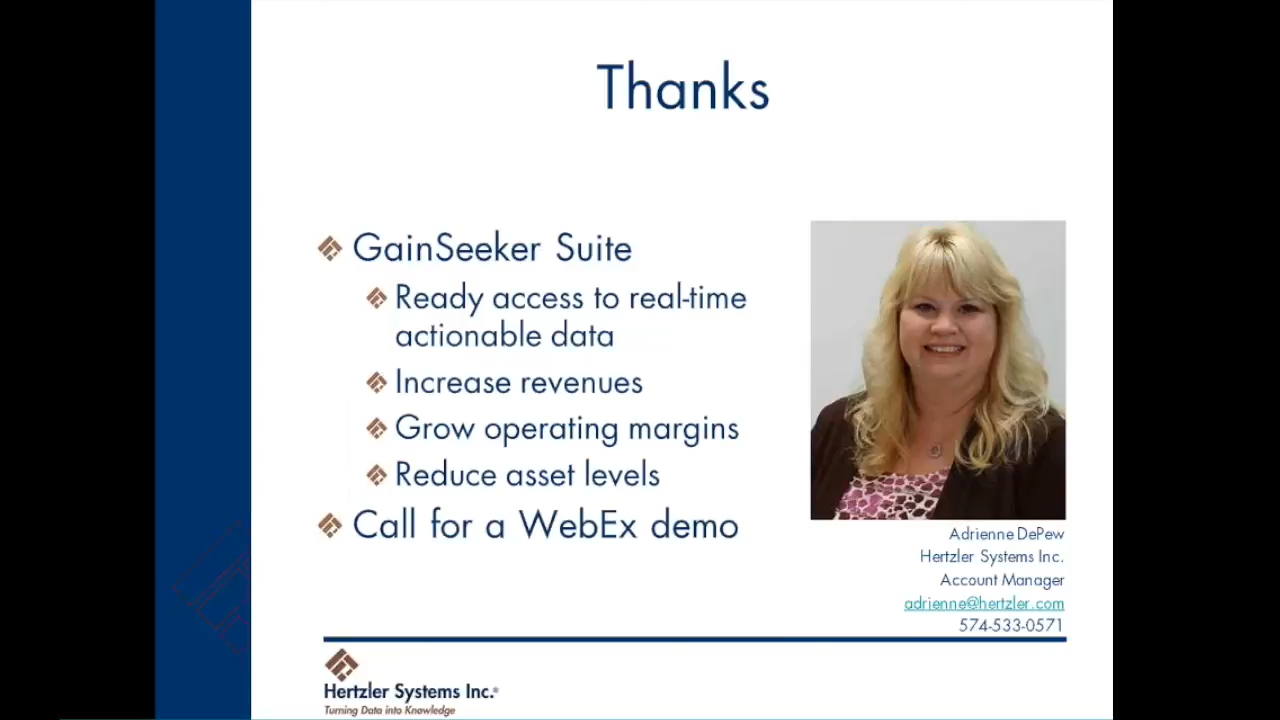 Thanks
GainSeeker Suite
Ready access to real-time
actionable data
Increase revenues
Grow operating margins
Reduce asset levels
Call for a WebEx demo
Adrienne DePew
Hertzler Systems Inc.
Account Manager
adrienne@hertzler.com
574-533-0571
Hertzler Systems Inc.®
Turning Data into Knowledge